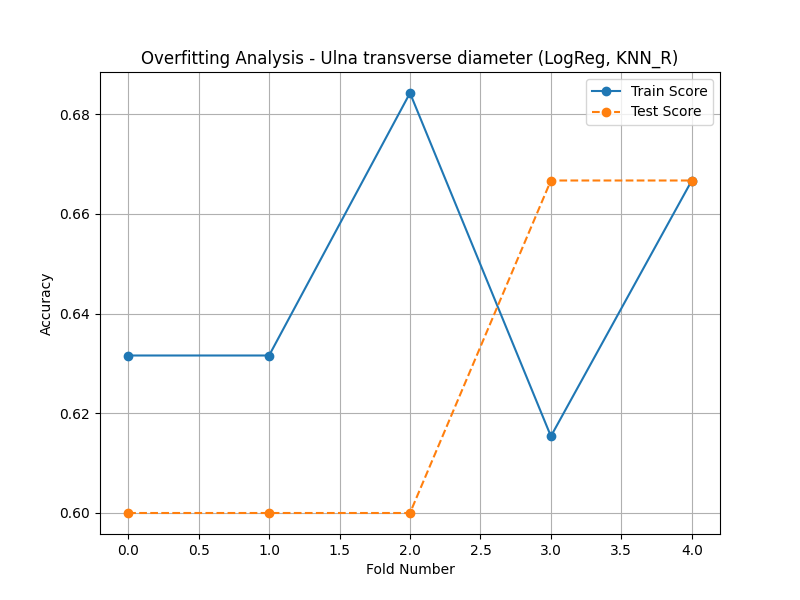 Overfitting Analysis - Ulna transverse diameter (LogReg, KNN_R)
Train Score
Test Score
0.68
0.66
0.64
0.62
0.60
Accuracy
0.0 0.5 1.0 1.5 2.0 2.5 3.0 3.5 4.0
Fold Number